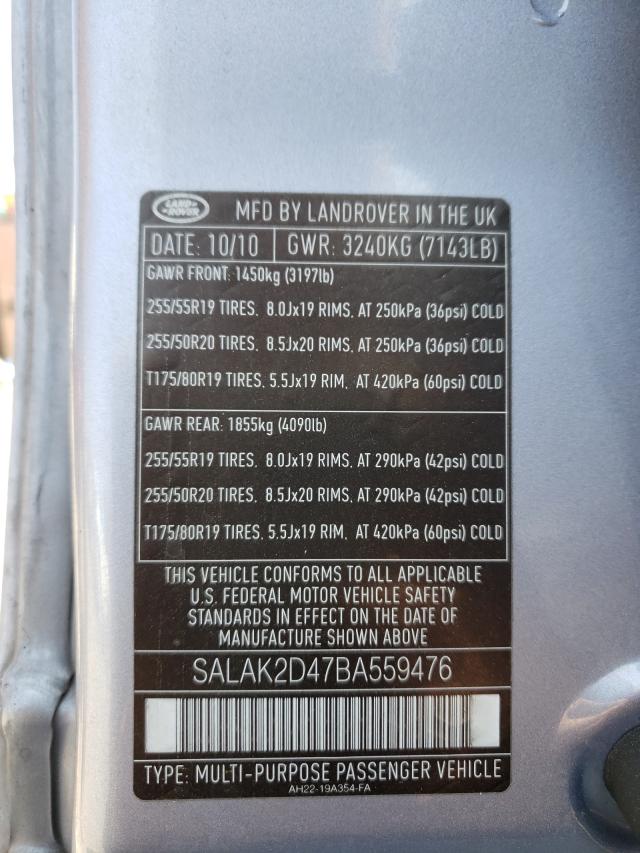 LAND ROVER
MFD BY LANDROVER IN THE UK
DATE: 10/10 GWR: 3240KG (7143LB)
GAWR FRONT: 1450kg (3197lb)
255/55R19 TIRES, 8.0Jx19 RIMS, AT 250kPa (36psi) COLD
255/50R20 TIRES, 8.5Jx20 RIMS, AT 250kPa (36psi) COLD
T175/80R19 TIRES, 5.5Jx19 RIM, AT 420kPa (60psi) COLD
GAWR REAR: 1855kg (4090lb)
255/55R19 TIRES, 8.0Jx19 RIMS, AT 290kPa (42psi) COLD
255/50R20 TIRES, 8.5Jx20 RIMS, AT 290kPa (42psi) COLD
T175/80R19 TIRES, 5.5Jx19 RIM, AT 420kPa (60psi) COLD
THIS VEHICLE CONFORMS TO ALL APPLICABLE
U.S. FEDERAL MOTOR VEHICLE SAFETY
STANDARDS IN EFFECT ON THE DATE OF
MANUFACTURE SHOWN ABOVE
SALAK2D47BA559476
TYPE: MULTI-PURPOSE PASSENGER VEHICLE
AH22-19A354-FA